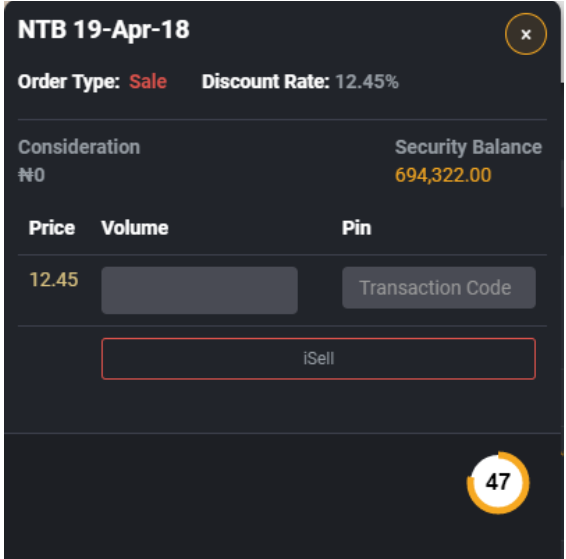 NTB 19-Apr-18
x
Order Type: Sale Discount Rate: 12.45%
Consideration Security Balance
₦0 694,322.00
Price Volume Pin
12.45 Transaction Code
iSell
47